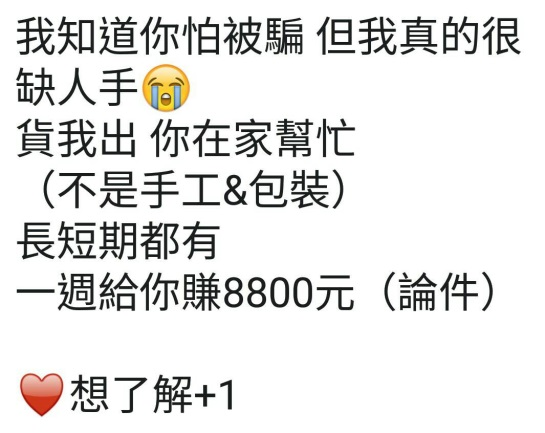 我知道你怕被騙 但我真的很
缺人手😭
貨我出 你在家幫忙
（不是手工&包裝）
長短期都有
一週給你賺8800元（論件）
❤️想了解+1